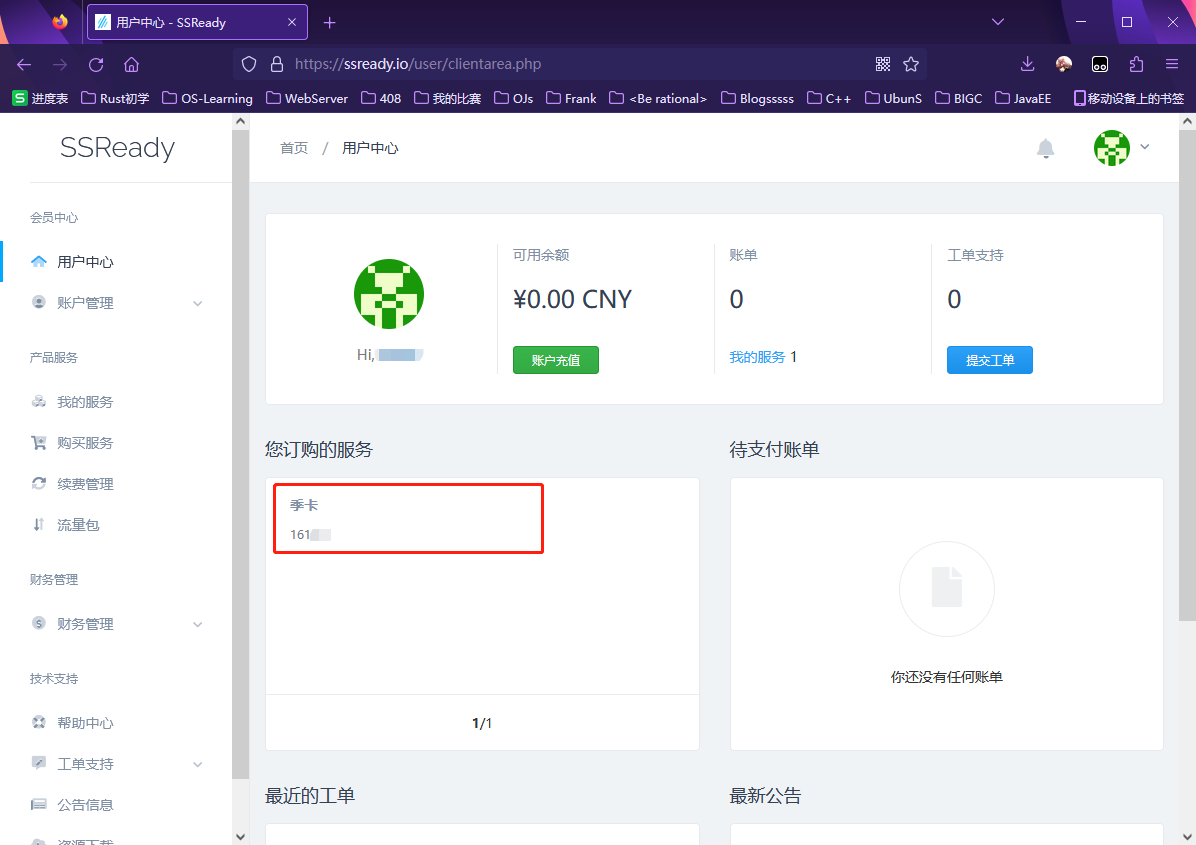 用户中心 - SSReady
https://ssready.io/user/clientarea.php
进度表 Rust初学 OS-Learning WebServer 408 我的比赛 OJs Frank <Be rational> Blogsssss C++ UbunS BIGC JavaEE 移动设备上的书签
SSReady
首页 / 用户中心
会员中心
用户中心
账户管理
产品服务
我的服务
购买服务
续费管理
流量包
财务管理
财务管理
技术支持
帮助中心
工单支持
公告信息
资源下载
Hi,
可用余额
¥0.00 CNY
账户充值
账单
0
我的服务 1
工单支持
0
提交工单
您订购的服务
季卡
161
1/1
待支付账单
你还没有任何账单
最近的工单
最新公告